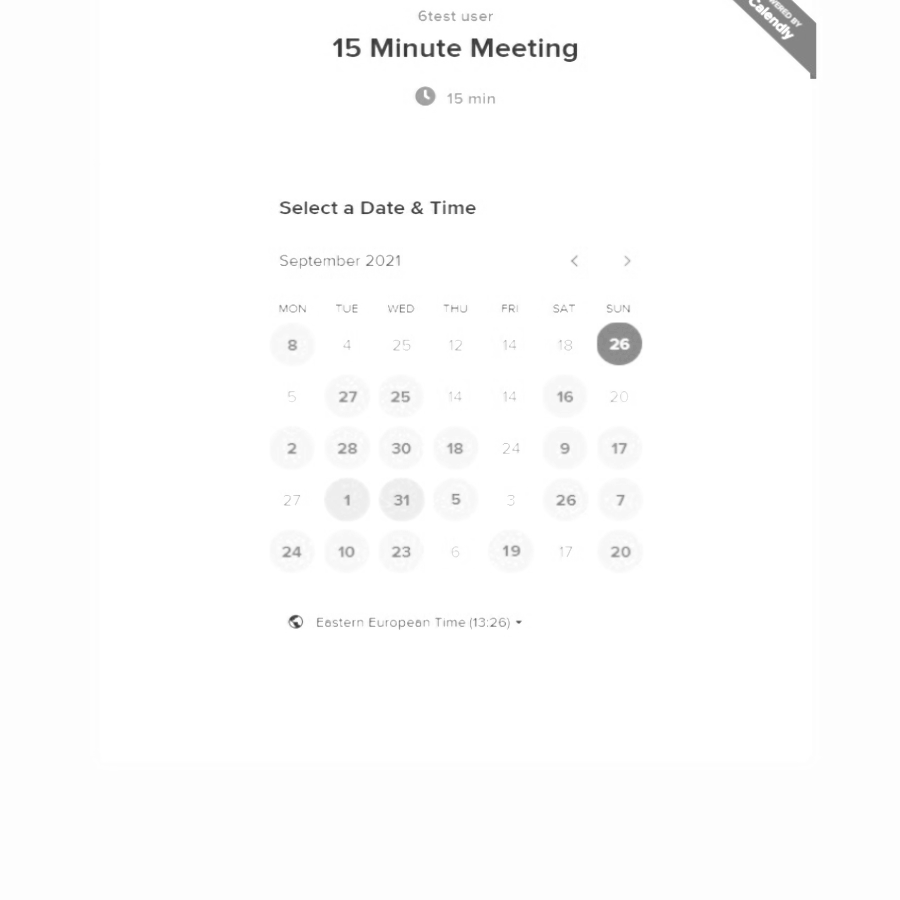 6test user
POWERED BY
Calendly
15 Minute Meeting
15 min
Select a Date & Time
September 2021
MON TUE WED THU FRI SAT SUN
8 4 25 12 14 18 26
5 27 25 14 14 16 20
2 28 30 18 24 9 17
27 1 31 5 3 26 7
24 10 23 6 19 17 20
Eastern European Time (13:26)